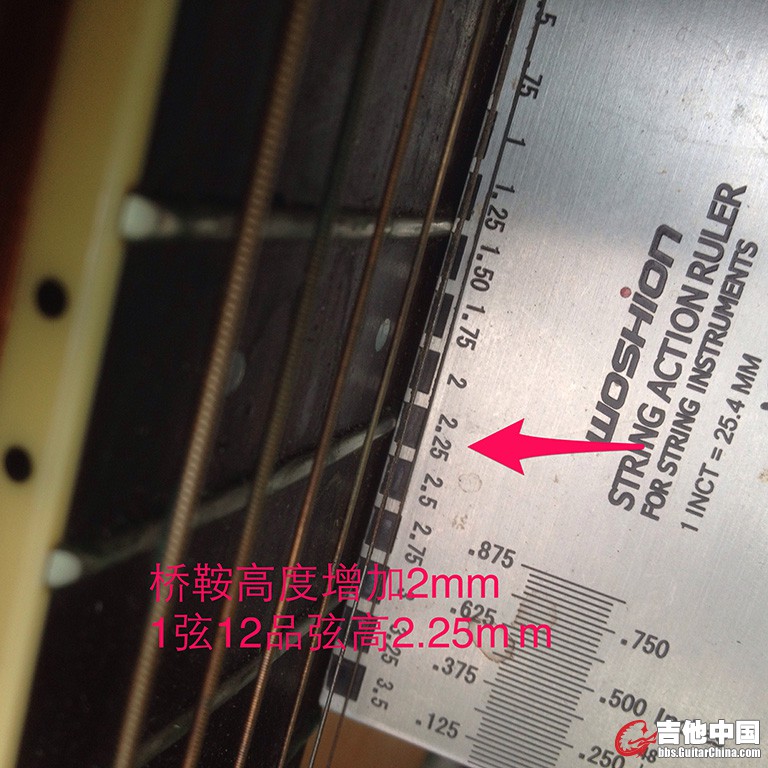 .5
.75
1
1.25
1.50
1.75
2
2.25
2.5
2.75
3.5
WOSHION
STRING ACTION RULER
FOR STRING INSTRUMENTS
1 INCT = 25.4 MM
.875
.625
.375
.125
.750
.500
.250
48
桥鞍高度增加2mm
1弦12品弦高2.25mm
吉他中国
bbs.GuitarChina.com